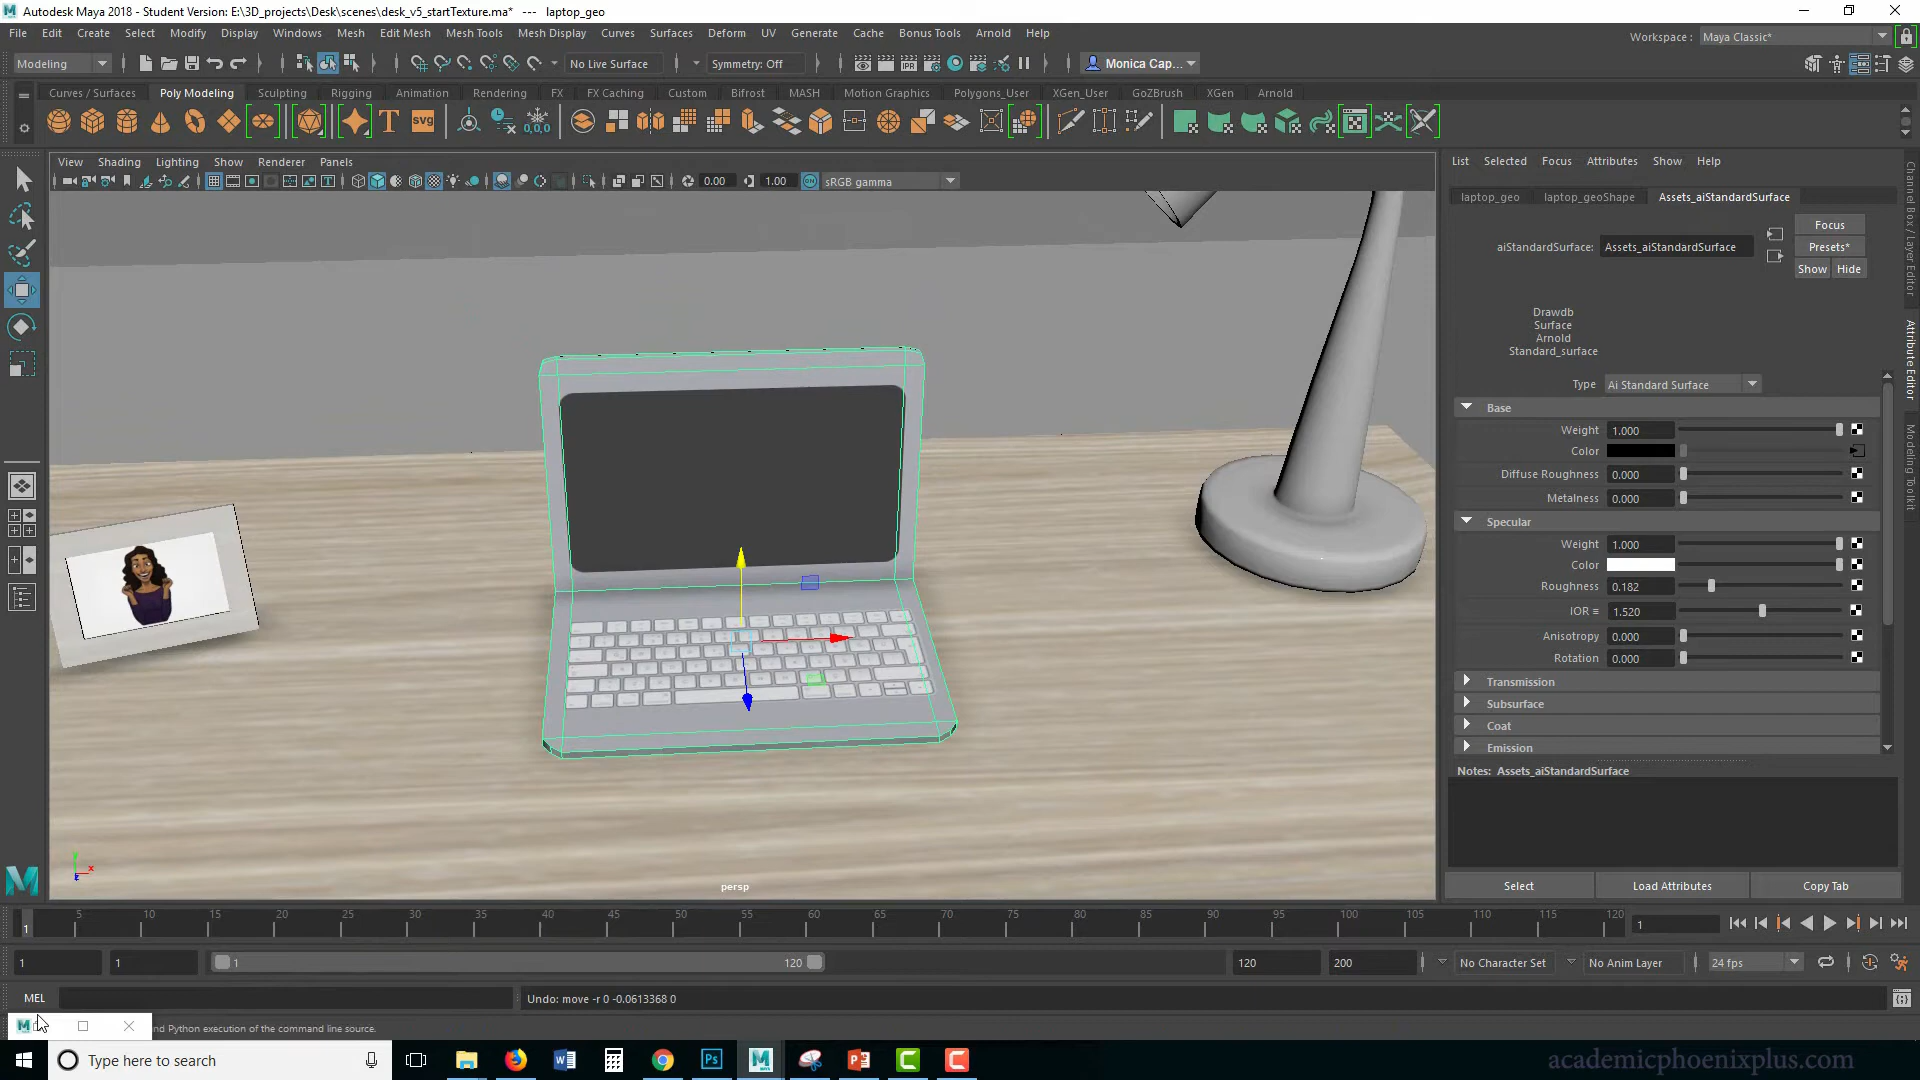 Autodesk Maya 2018 - Student Version: E:\3D_projects\Desk\scenes\desk_v5_startTexture.ma* --- laptop_geo
File Edit Create Select Modify Display Windows Mesh Edit Mesh Mesh Tools Mesh Display Curves Surfaces Deform UV Generate Cache Bonus Tools Arnold Help
Workspace : Maya Classic*
Modeling No Live Surface Symmetry: Off Monica Cap...
Curves / Surfaces Poly Modeling Sculpting Rigging Animation Rendering FX FX Caching Custom Bifrost MASH Motion Graphics Polygons_User XGen_User GoZBrush XGen Arnold
SVG
View Shading Lighting Show Renderer Panels
0.00 1.00 sRGB gamma
List Selected Focus Attributes Show Help
laptop_geo laptop_geoShape Assets_aiStandardSurface
Focus
aiStandardSurface: Assets_aiStandardSurface Presets*
Show Hide
Drawdb
Surface
Arnold
Standard_surface
Type Ai Standard Surface
Base
Weight 1.000
Color
Diffuse Roughness 0.000
Metalness 0.000
Specular
Weight 1.000
Color
Roughness 0.182
IOR 1.520
Anisotropy 0.000
Rotation 0.000
Transmission
Subsurface
Coat
Emission
Notes: Assets_aiStandardSurface
Select Load Attributes Copy Tab
Channel Box / Layer Editor
Attribute Editor
Modeling Toolkit
persp
5 10 15 20 25 30 35 40 45 50 55 60 65 70 75 80 85 90 95 100 105 110 115 120
1 1
1 1 1 120 120 200 No Character Set No Anim Layer 24 fps
MEL Undo: move -r 0 -0.0613368 0
nd Python execution of the command line source.
Type here to search
academicphoenixplus.com